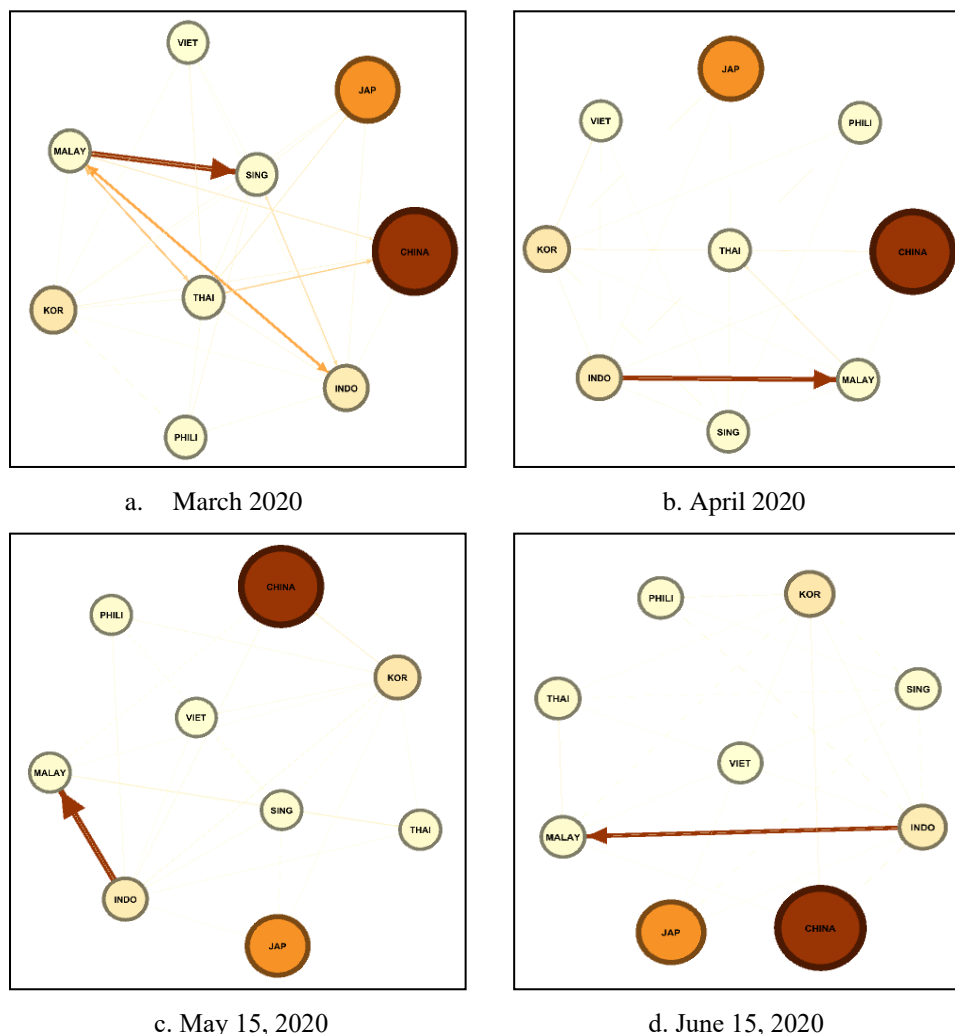 VIET
JAP
MALAY
SING
CHINA
THAI
KOR
INDO
PHILI
a. March 2020
JAP
VIET
PHILI
KOR
THAI
CHINA
INDO
MALAY
SING
b. April 2020
CHINA
PHILI
KOR
VIET
MALAY
SING
THAI
INDO
JAP
c. May 15, 2020
KOR
PHILI
SING
THAI
VIET
INDO
MALAY
JAP
CHINA
d. June 15, 2020